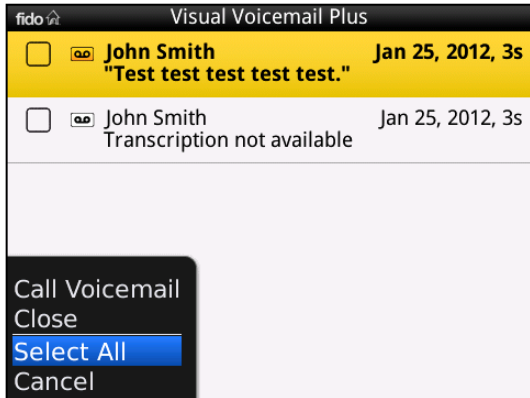 fido Visual Voicemail Plus
John Smith Jan 25, 2012, 3s
"Test test test test test."
John Smith Jan 25, 2012, 3s
Transcription not available
Call Voicemail
Close
Select All
Cancel